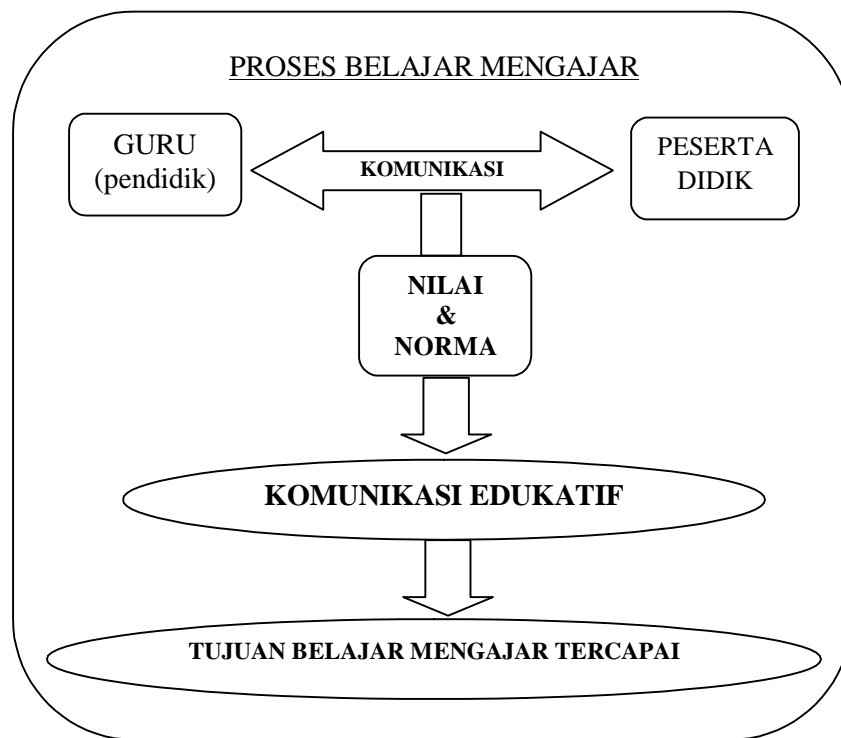 PROSES BELAJAR MENGAJAR
GURU
(pendidik)
KOMUNIKASI
PESERTA
DIDIK
NILAI
&
NORMA
KOMUNIKASI EDUKATIF
TUJUAN BELAJAR MENGAJAR TERCAPAI